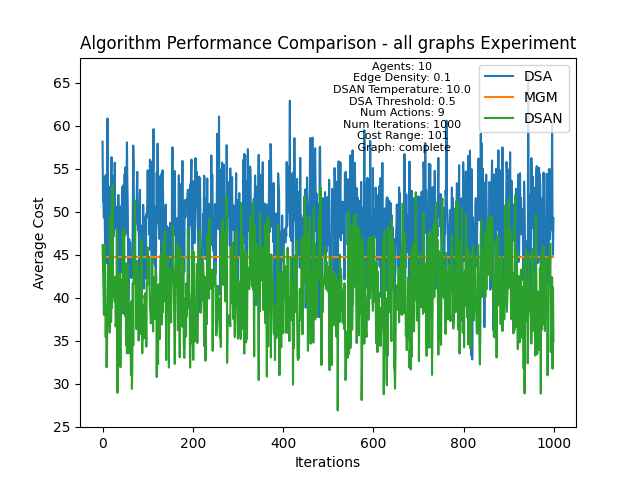 Algorithm Performance Comparison - all graphs Experiment
Agents: 10
Edge Density: 0.1
DSAN Temperature: 10.0
DSA Threshold: 0.5
Num Actions: 9
Num Iterations: 1000
Cost Range: 101
Graph: complete
DSA
MGM
DSAN
Average Cost
65
60
55
50
45
40
35
30
25
0
200
400
600
800
1000
Iterations